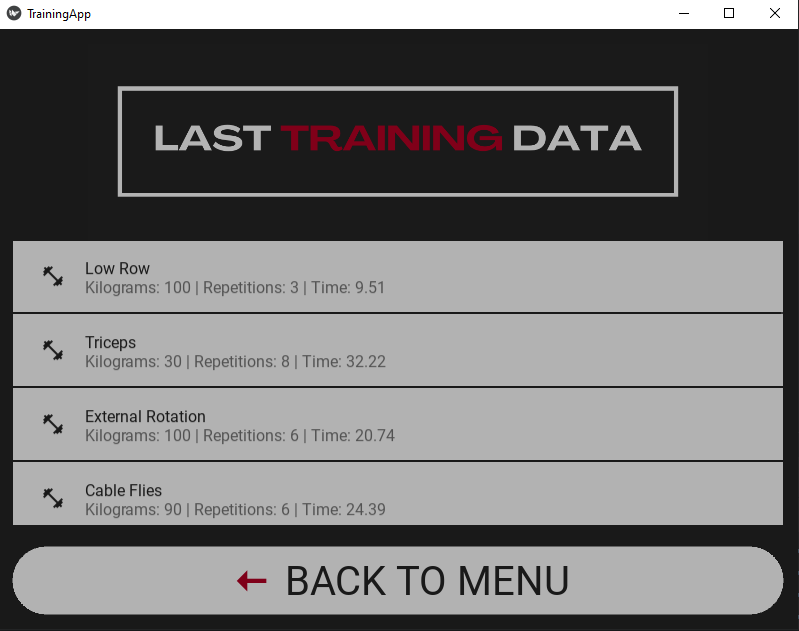 TrainingApp
LAST TRAINING DATA
Low Row
Kilograms: 100 | Repetitions: 3 | Time: 9.51
Triceps
Kilograms: 30 | Repetitions: 8 | Time: 32.22
External Rotation
Kilograms: 100 | Repetitions: 6 | Time: 20.74
Cable Flies
Kilograms: 90 | Repetitions: 6 | Time: 24.39
BACK TO MENU